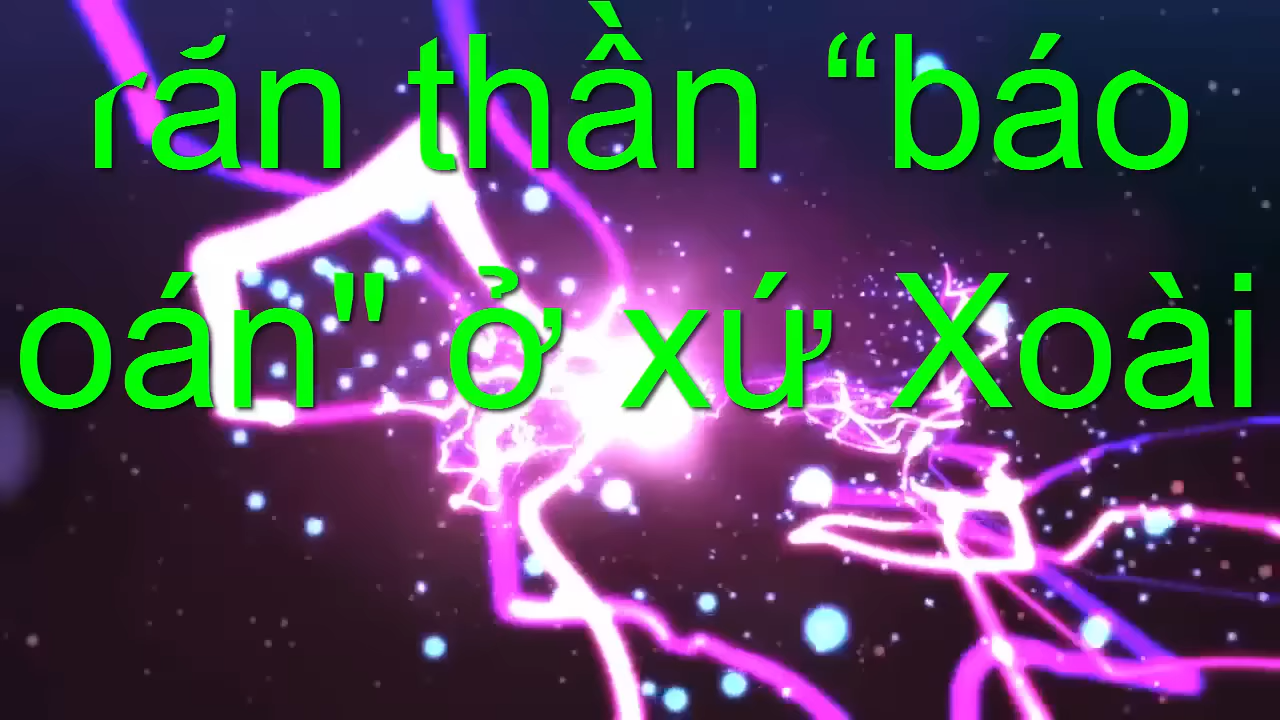 rắn thần “báo
oán" ở xứ Xoài